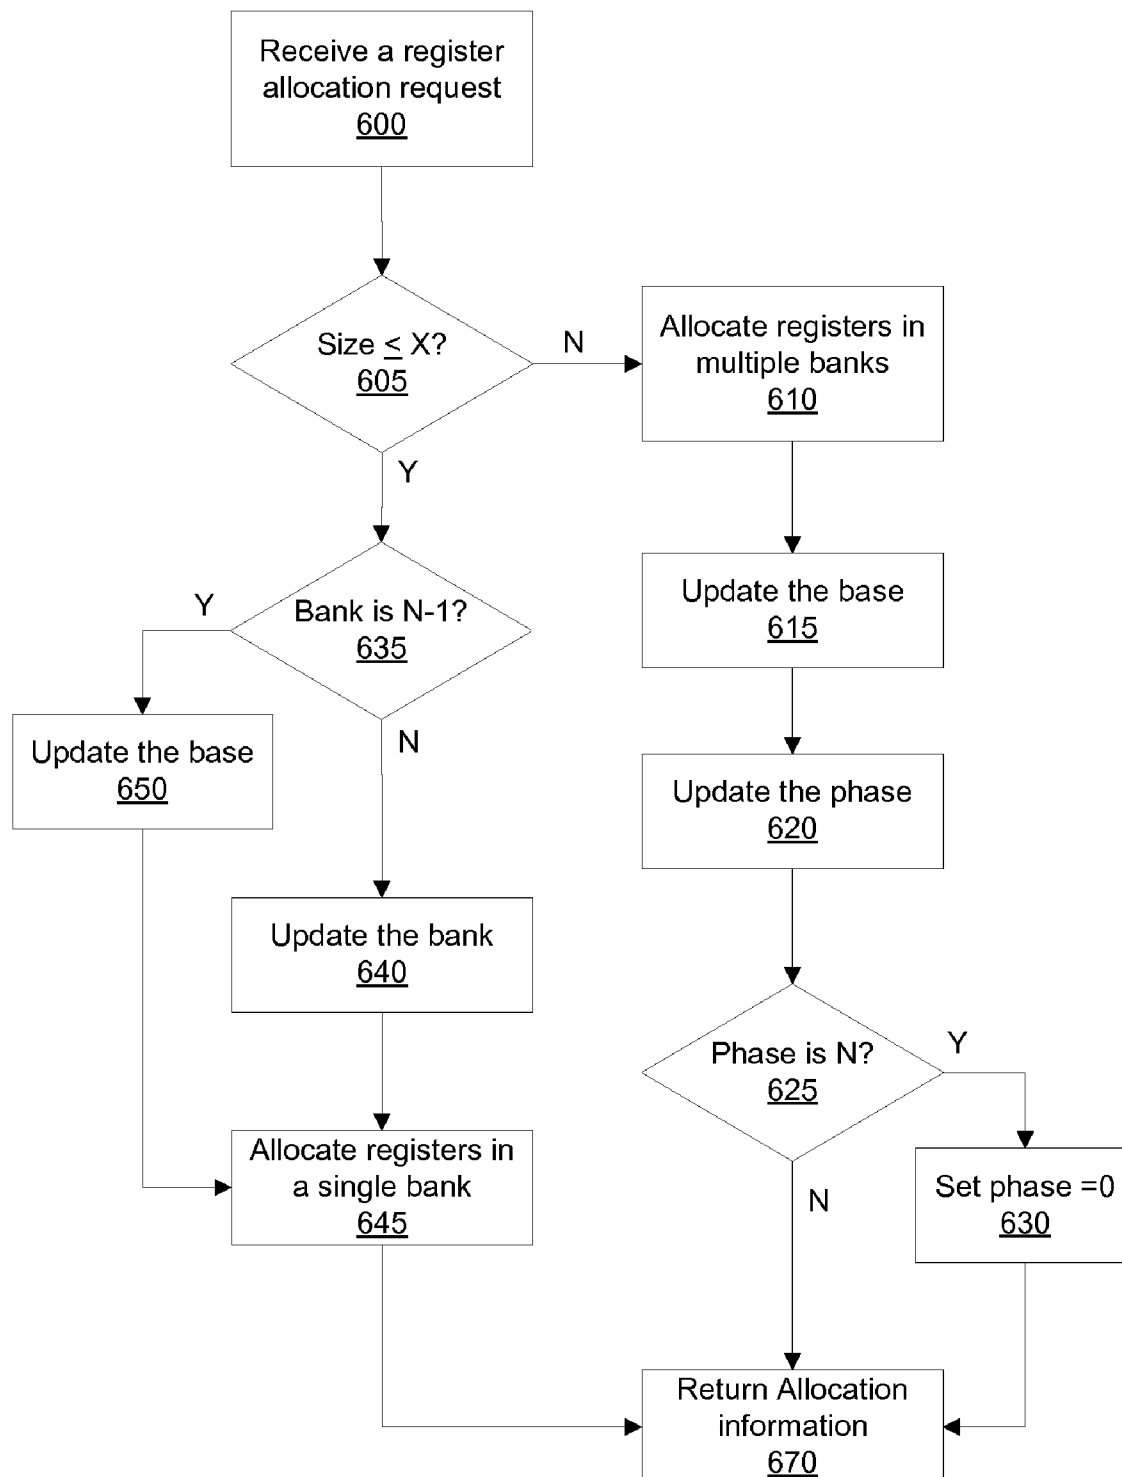 Receive a register
allocation request
600
Size ≤ X?
605
N
Y
Allocate registers in
multiple banks
610
Update the base
615
Update the phase
620
Bank is N-1?
635
Y
N
Update the base
650
Update the bank
640
Allocate registers in
a single bank
645
Phase is N?
625
Y
N
Set phase =0
630
Return Allocation
information
670